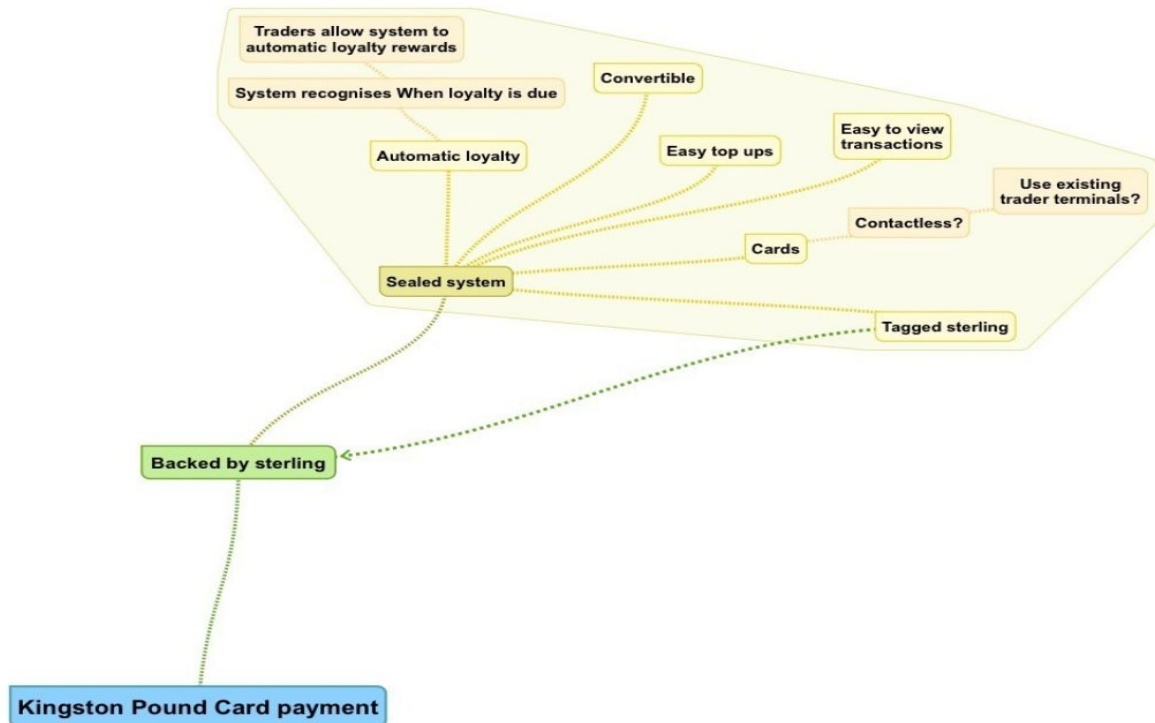 Traders allow system to
automatic loyalty rewards
System recognises When loyalty is due
Convertible
Automatic loyalty
Easy top ups
Easy to view
transactions
Use existing
trader terminals?
Contactless?
Cards
Sealed system
Tagged sterling
Backed by sterling
Kingston Pound Card payment